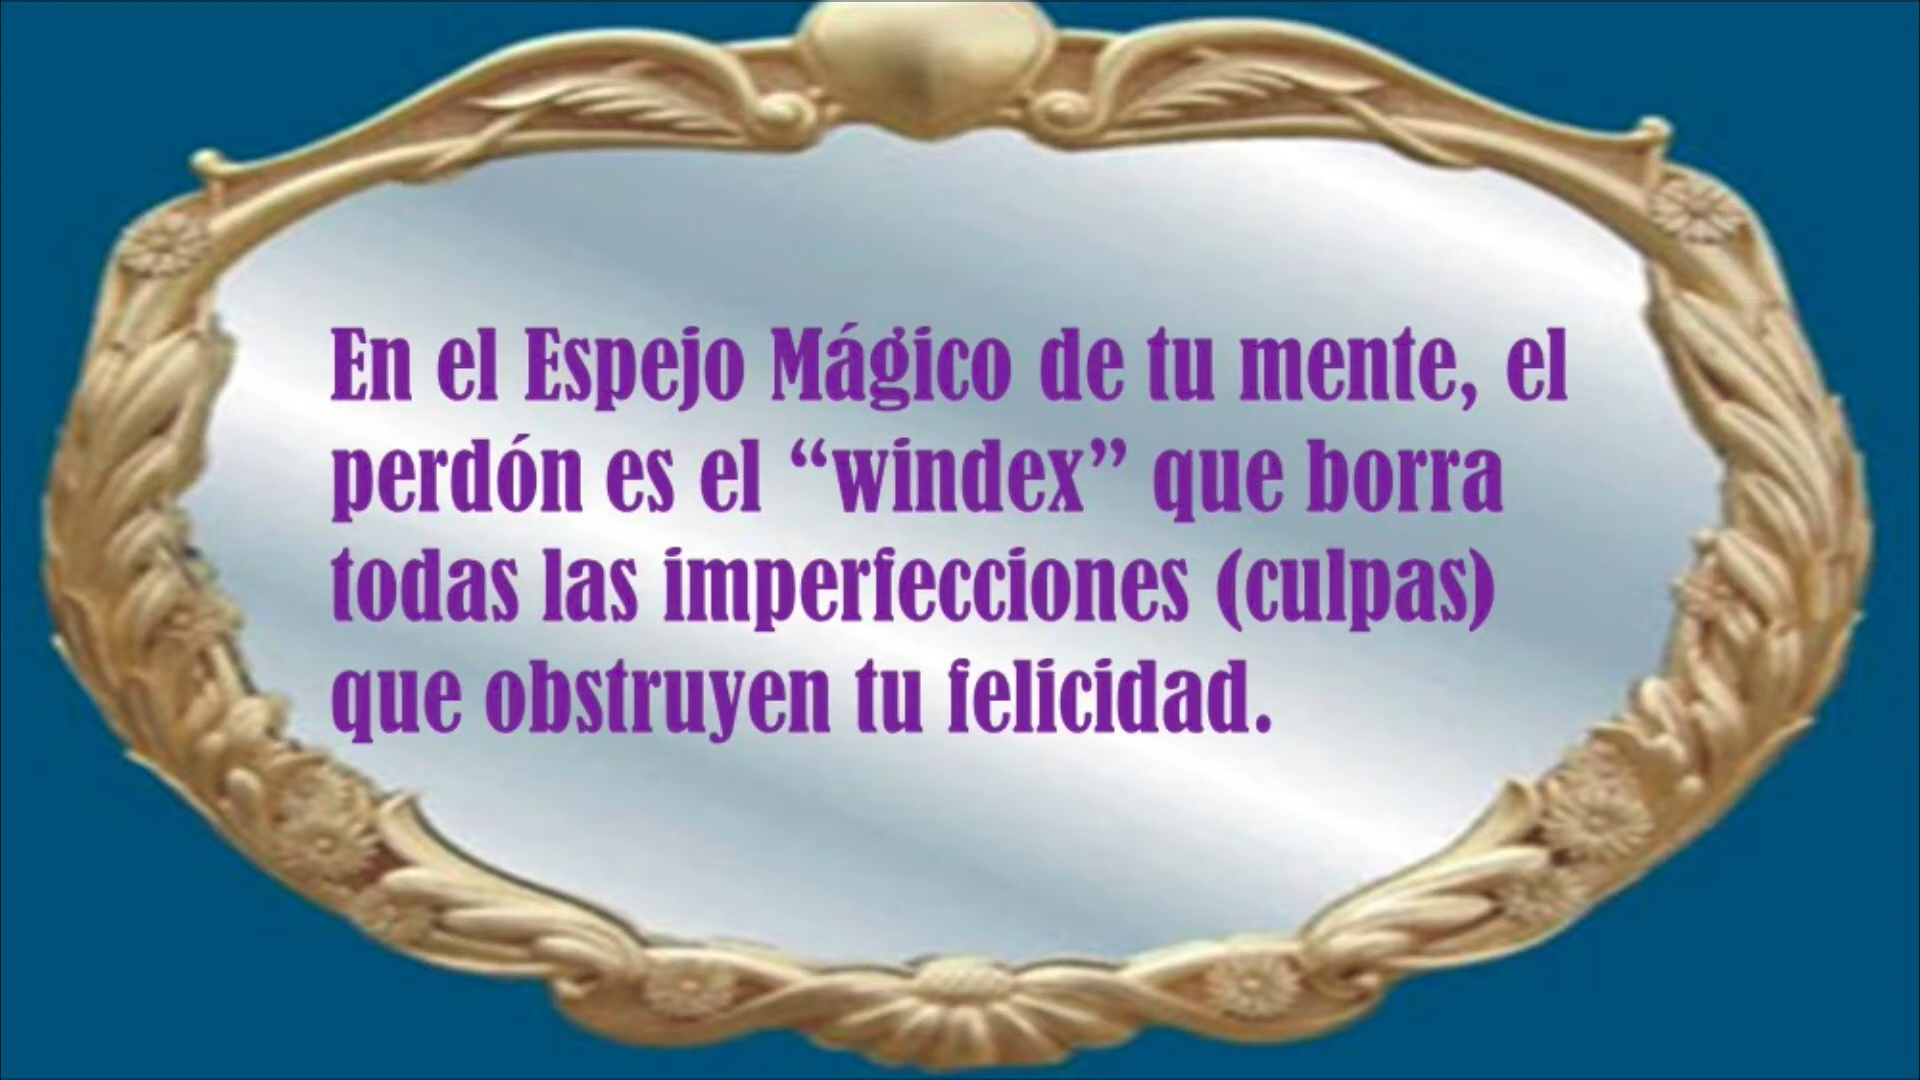 En el Espejo Mágico de tu mente, el
perdón es el “windex” que borra
todas las imperfecciones (culpas)
que obstruyen tu felicidad.